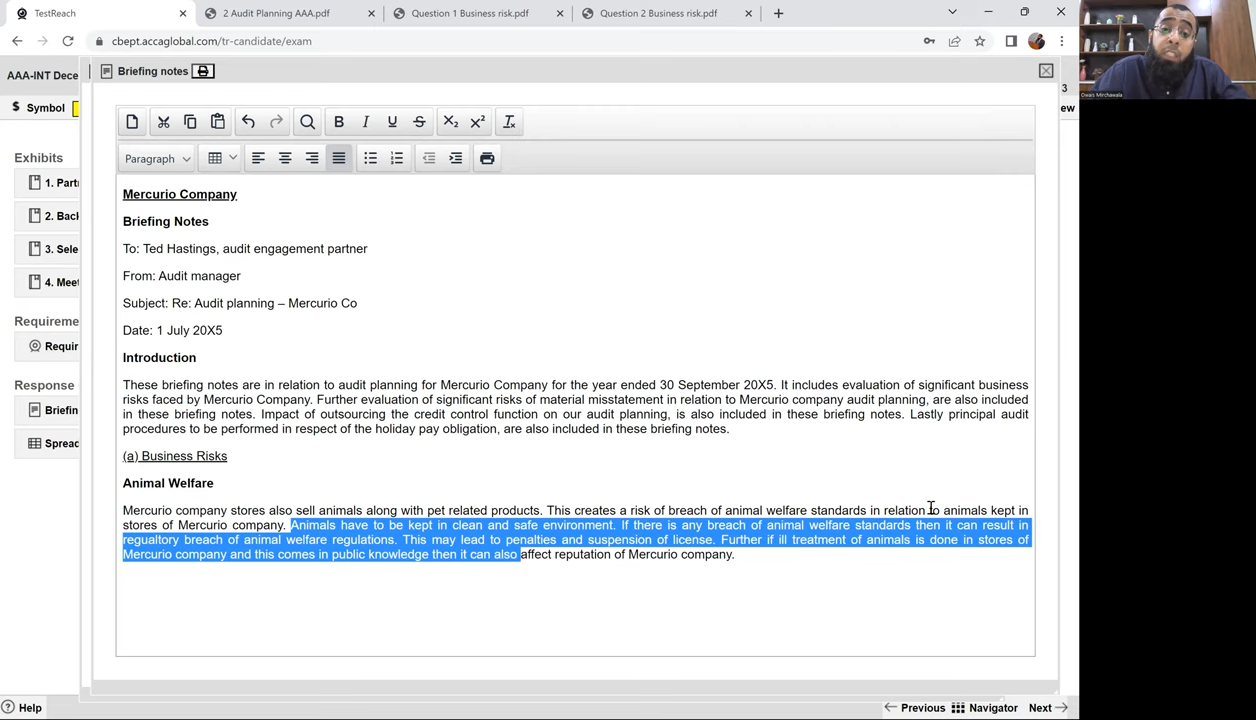 TestReach
2 Audit Planning AAA.pdf
Question 1 Business risk.pdf
Question 2 Business risk.pdf
cbept.accaglobal.com/tr-candidate/exam
AAA-INT Dece
Briefing notes
3
$ Symbol
ew
Dwais Mirchawala
Paragraph
Exhibits
1. Part
2. Back
3. Sele
4. Meet
Requireme
Requir
Response
Briefin
Spread
Mercurio Company
Briefing Notes
To: Ted Hastings, audit engagement partner
From: Audit manager
Subject: Re: Audit planning – Mercurio Co
Date: 1 July 20X5
Introduction
These briefing notes are in relation to audit planning for Mercurio Company for the year ended 30 September 20X5. It includes evaluation of significant business
risks faced by Mercurio Company. Further evaluation of significant risks of material misstatement in relation to Mercurio company audit planning, are also included
in these briefing notes. Impact of outsourcing the credit control function on our audit planning, is also included in these briefing notes. Lastly principal audit
procedures to be performed in respect of the holiday pay obligation, are also included in these briefing notes.
(a) Business Risks
Animal Welfare
Mercurio company stores also sell animals along with pet related products. This creates a risk of breach of animal welfare standards in relation to animals kept in
stores of Mercurio company. Animals have to be kept in clean and safe environment. If there is any breach of animal welfare standards then it can result in
regualtory breach of animal welfare regulations. This may lead to penalties and suspension of license. Further if ill treatment of animals is done in stores of
Mercurio company and this comes in public knowledge then it can also affect reputation of Mercurio company.
Help
Previous
Navigator
Next